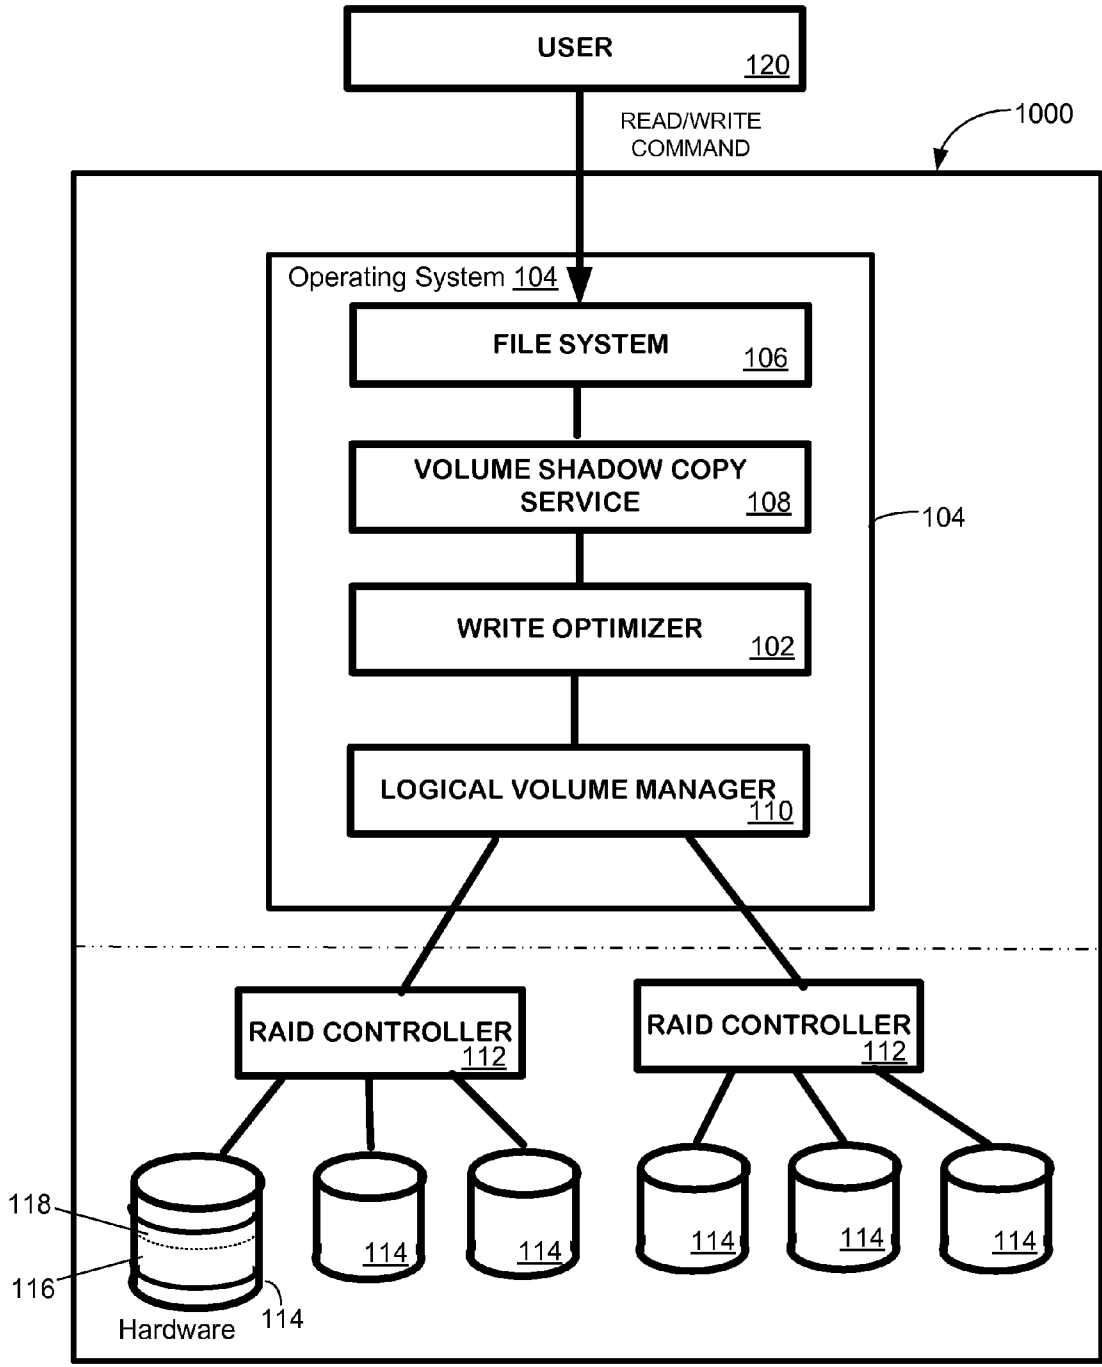 USER
120
READ/WRITE
COMMAND
1000
Operating System 104
FILE SYSTEM
106
VOLUME SHADOW COPY
SERVICE
108
104
WRITE OPTIMIZER
102
LOGICAL VOLUME MANAGER
110
RAID CONTROLLER
112
RAID CONTROLLER
112
118
116
114
114
114
114
114
114
Hardware